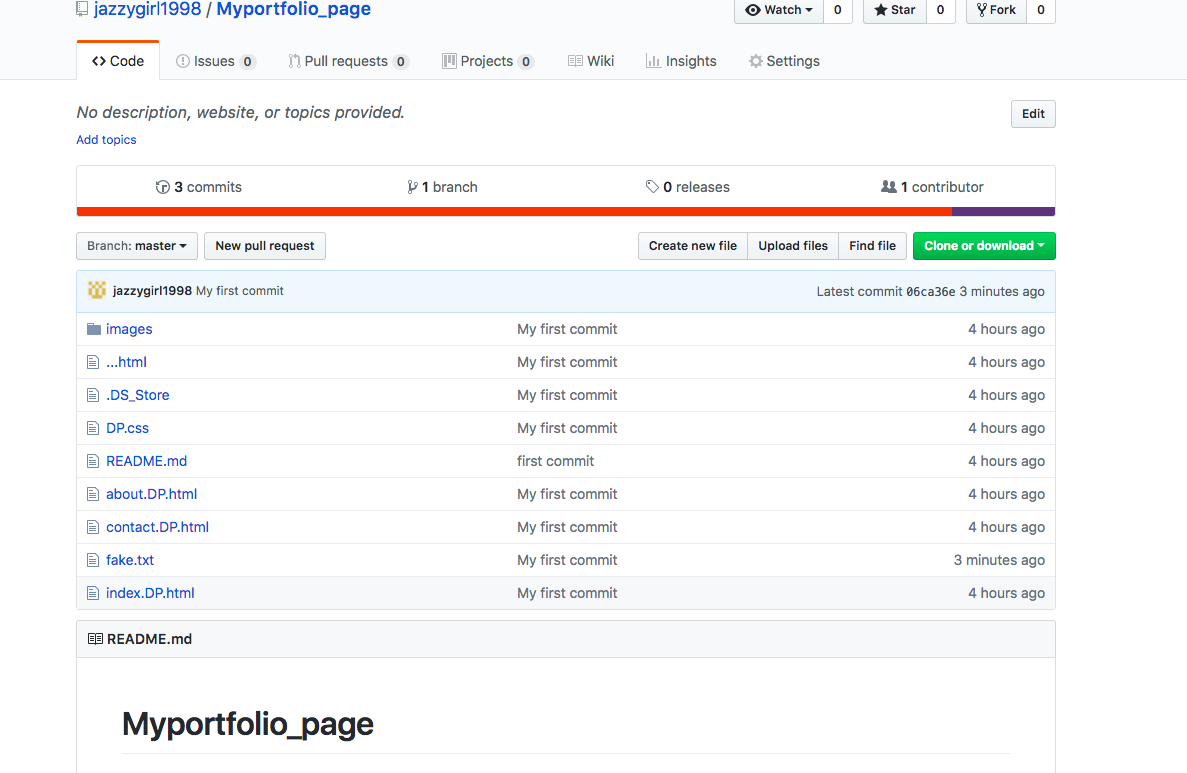 jazzygirl1998 / Myportfolio_page Watch 0 Star 0 Fork 0
Code Issues 0 Pull requests 0 Projects 0 Wiki Insights Settings
No description, website, or topics provided. Edit
Add topics
3 commits 1 branch 0 releases 1 contributor
Branch: master New pull request Create new file Upload files Find file Clone or download
jazzygirl1998 My first commit Latest commit 06ca36e 3 minutes ago
images My first commit 4 hours ago
...html My first commit 4 hours ago
.DS_Store My first commit 4 hours ago
DP.css My first commit 4 hours ago
README.md first commit 4 hours ago
about.DP.html My first commit 4 hours ago
contact.DP.html My first commit 4 hours ago
fake.txt My first commit 3 minutes ago
index.DP.html My first commit 4 hours ago
README.md
Myportfolio_page